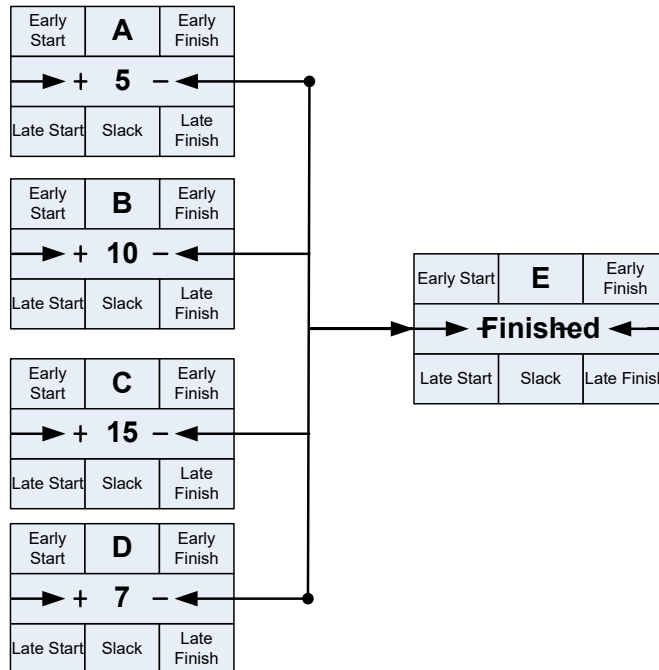 Early Start
A
Early Finish
+ 5 −
Late Start
Slack
Late Finish
Early Start
B
Early Finish
+ 10 −
Late Start
Slack
Late Finish
Early Start
C
Early Finish
+ 15 −
Late Start
Slack
Late Finish
Early Start
D
Early Finish
+ 7 −
Late Start
Slack
Late Finish
Early Start
E
Early Finish
Finished
Late Start
Slack
Late Finish